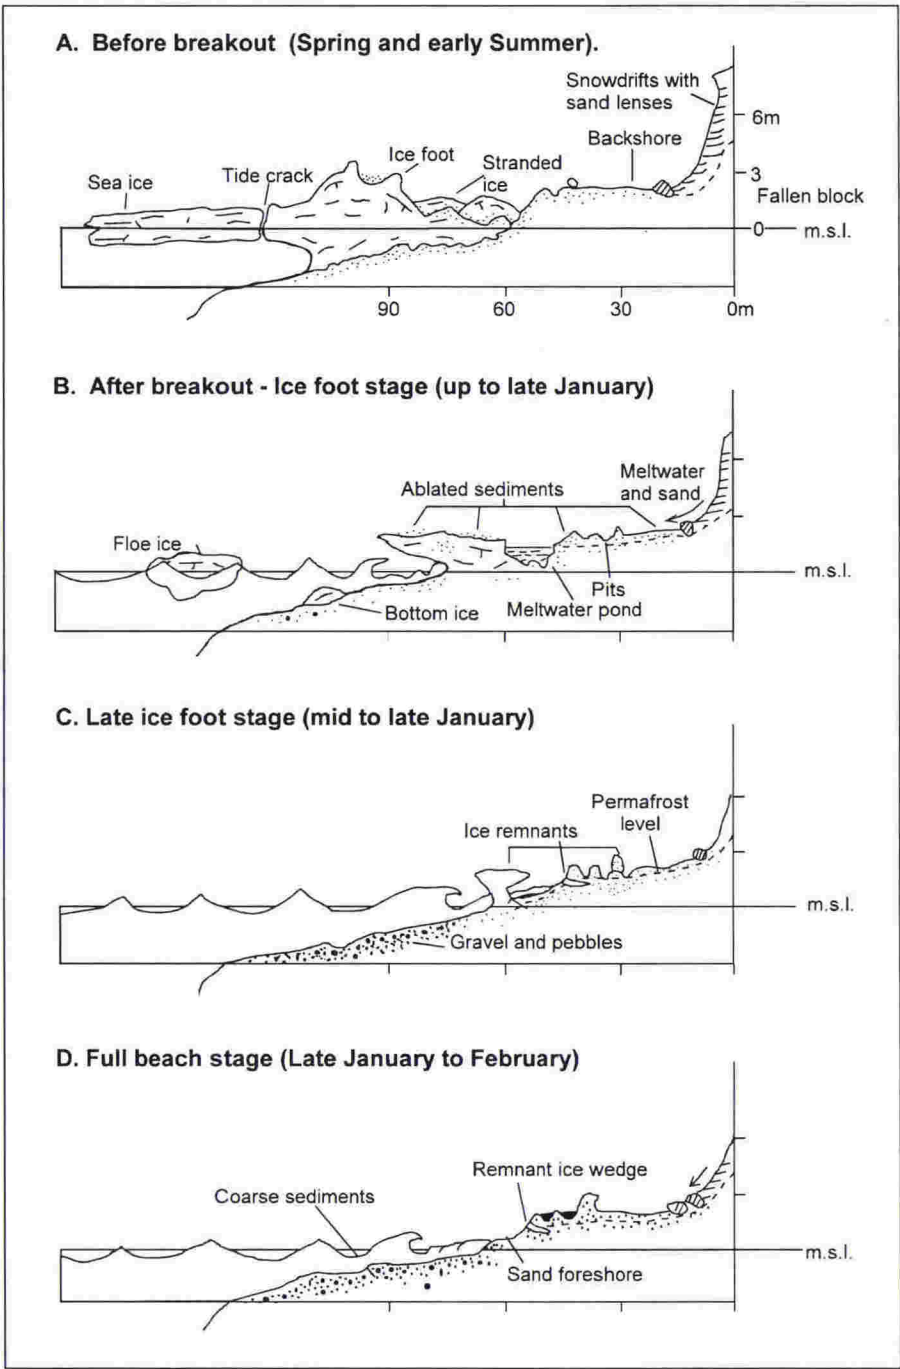 A. Before breakout (Spring and early Summer).
Snowdrifts with
sand lenses
6m
Backshore
Ice foot
Stranded
ice
Tide crack
Sea ice
3
Fallen block
0
m.s.l.
90
60
30
0m
B. After breakout - Ice foot stage (up to late January)
Meltwater
and sand
Ablated sediments
Floe ice
m.s.l.
Pits
Bottom ice
Meltwater pond
C. Late ice foot stage (mid to late January)
Permafrost
level
Ice remnants
m.s.l.
Gravel and pebbles
D. Full beach stage (Late January to February)
Remnant ice wedge
Coarse sediments
m.s.l.
Sand foreshore